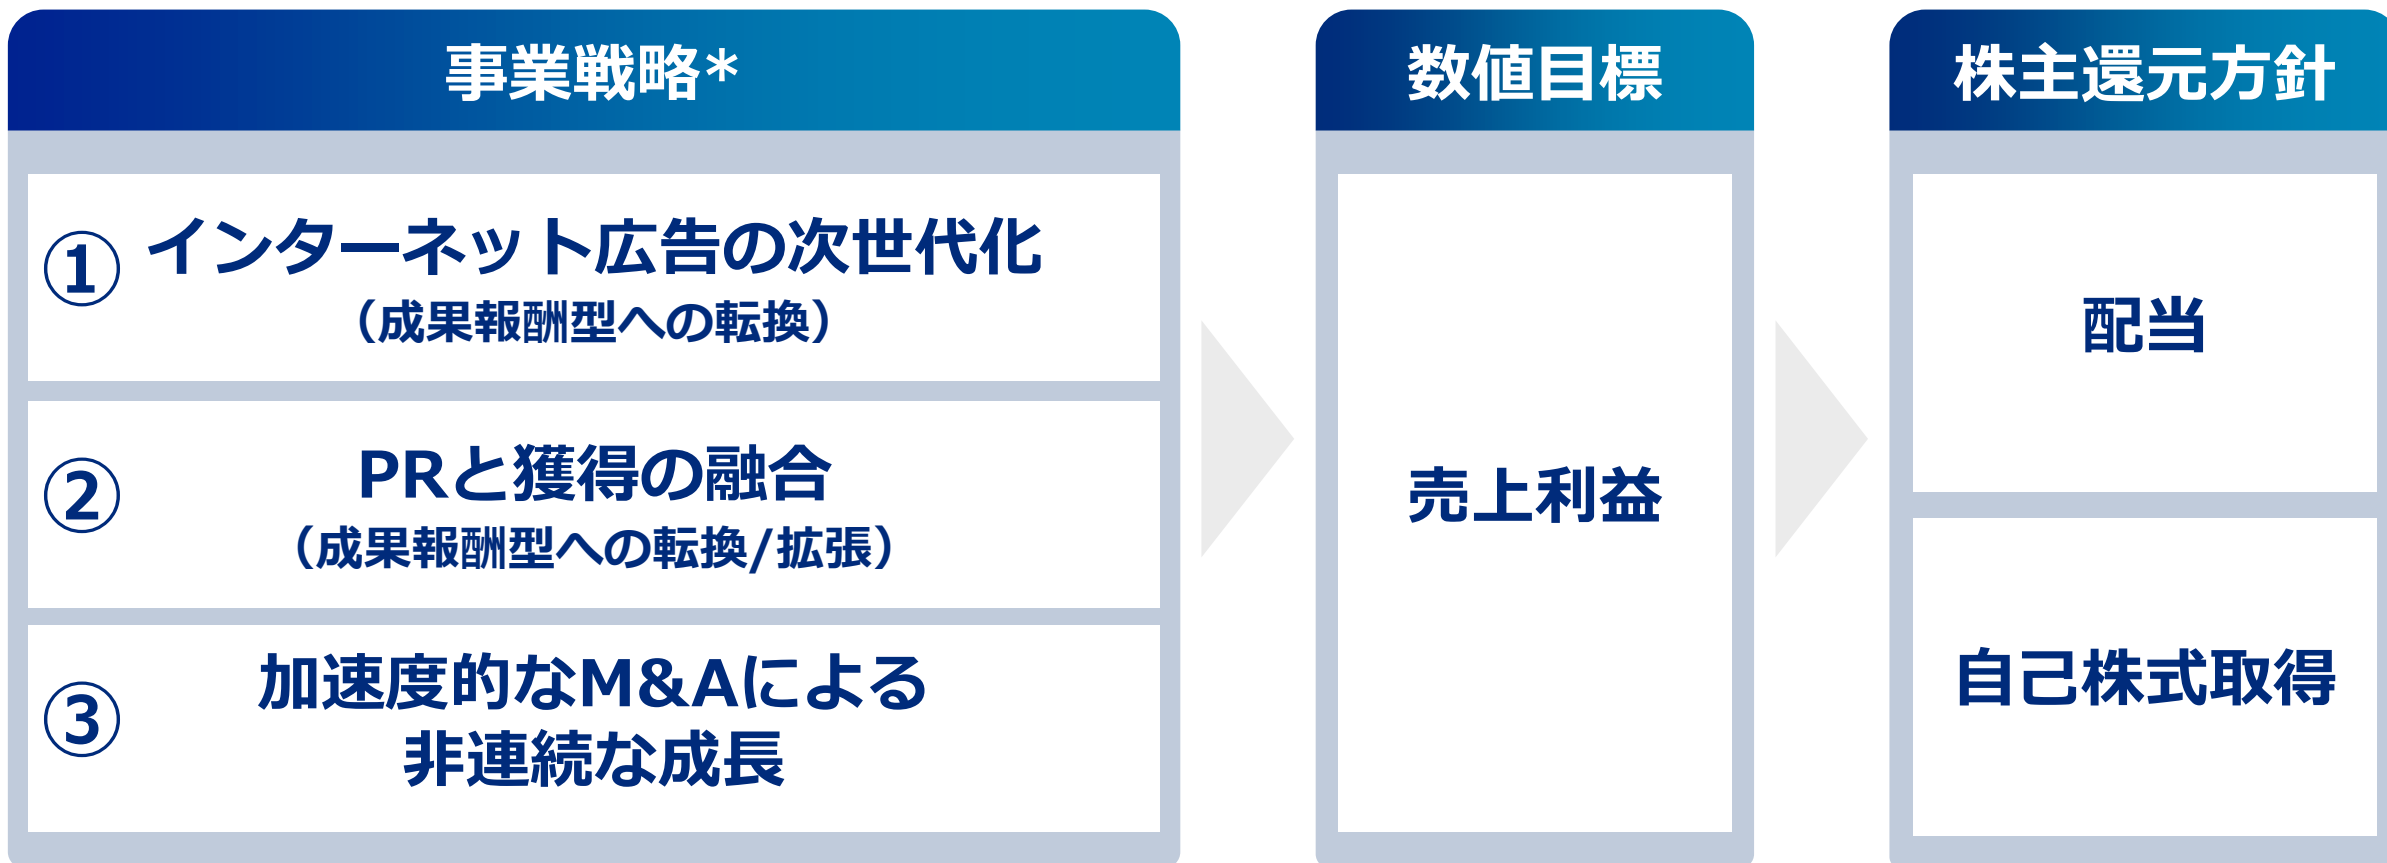 事業戦略*
① インターネット広告の次世代化
（成果報酬型への転換）
② PRと獲得の融合
（成果報酬型への転換/拡張）
③ 加速度的なM&Aによる
非連続な成長
数値目標
売上利益
株主還元方針
配当
自己株式取得